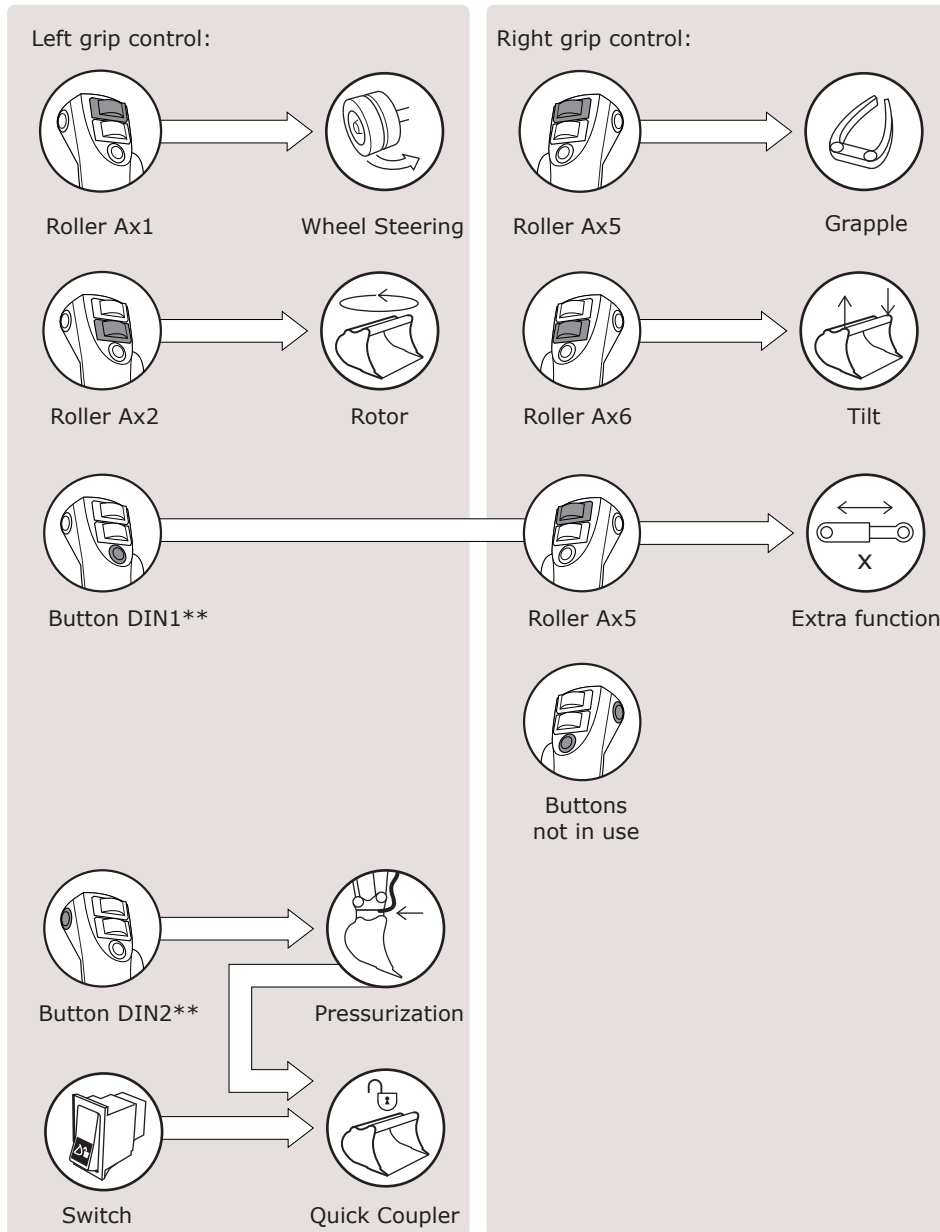 Left grip control:
Roller Ax1
Wheel Steering
Roller Ax2
Rotor
Button DIN1**
Button DIN2**
Pressurization
Switch
Quick Coupler
Right grip control:
Roller Ax5
Grapple
Roller Ax6
Tilt
Roller Ax5
x
Extra function
Buttons
not in use